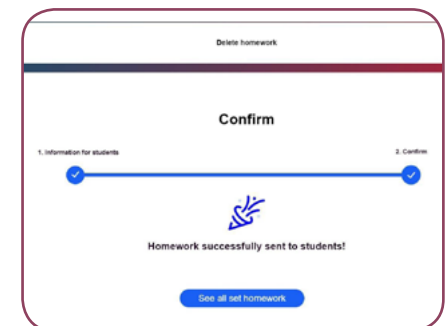 Delete homework
Confirm
1. Information for students
2. Confirm
Homework successfully sent to students!
See all set homework